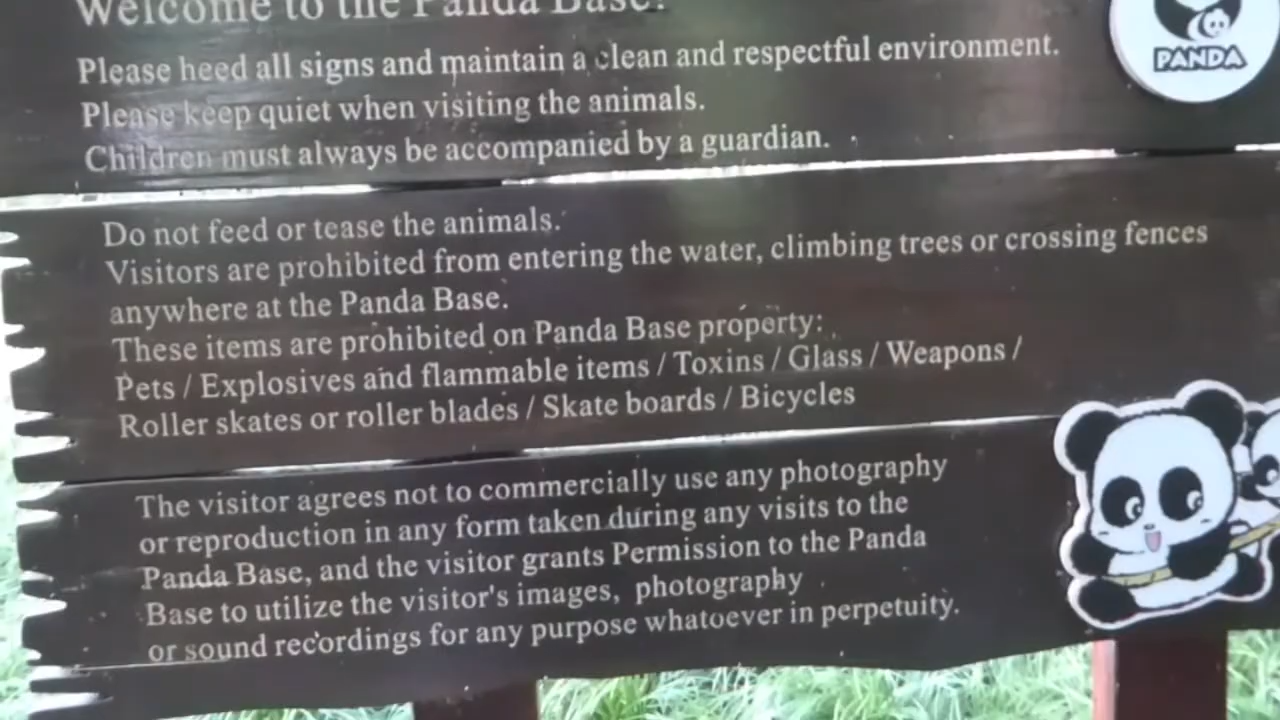 Welcome to the Panda Base!
PANDA
Please heed all signs and maintain a clean and respectful environment.
Please keep quiet when visiting the animals.
Children must always be accompanied by a guardian.
Do not feed or tease the animals.
Visitors are prohibited from entering the water, climbing trees or crossing fences
anywhere at the Panda Base.
These items are prohibited on Panda Base property:
Pets / Explosives and flammable items / Toxins / Glass / Weapons /
Roller skates or roller blades / Skate boards / Bicycles
The visitor agrees not to commercially use any photography
or reproduction in any form taken during any visits to the
Panda Base, and the visitor grants Permission to the Panda
Base to utilize the visitor's images, photography
or sound recordings for any purpose whatoever in perpetuity.